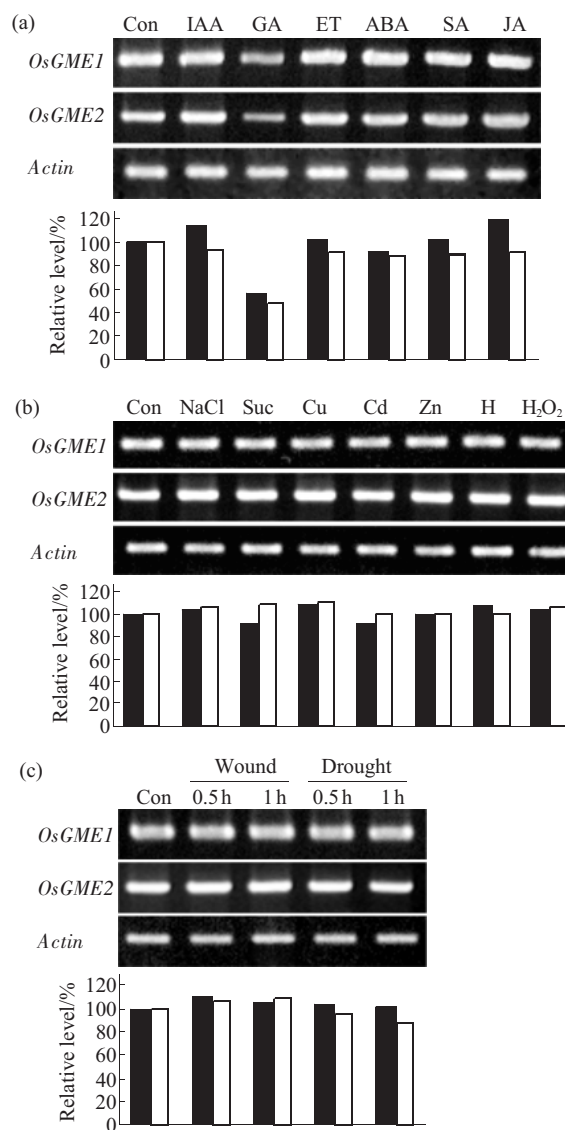 (a)
Con IAA GA ET ABA SA JA
OsGME1
OsGME2
Actin
Relative level/%
120
100
80
60
40
20
0
(b)
Con NaCl Suc Cu Cd Zn H H₂O₂
OsGME1
OsGME2
Actin
Relative level/%
120
100
80
60
40
20
0
(c)
Wound Drought
Con 0.5 h 1 h 0.5 h 1 h
OsGME1
OsGME2
Actin
Relative level/%
120
100
80
40
60
20
0